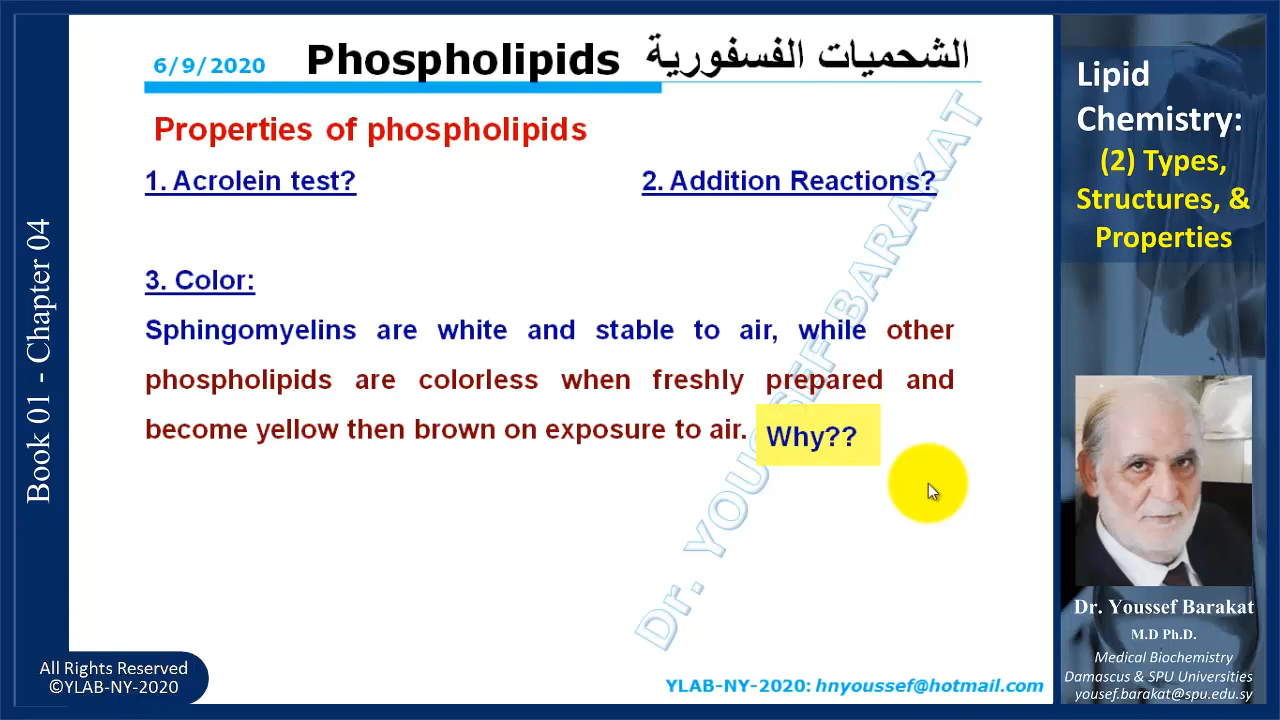 6/9/2020
Phospholipids الشحميات الفسفورية
Properties of phospholipids
1. Acrolein test?
2. Addition Reactions?
3. Color:
Sphingomyelins are white and stable to air, while other
phospholipids are colorless when freshly prepared and
become yellow then brown on exposure to air.
Why??
Dr. YOUSSEF BARAKAT
YLAB-NY-2020: hnyoussef@hotmail.com
Book 01 - Chapter 04
All Rights Reserved
©YLAB-NY-2020
Lipid
Chemistry:
(2) Types,
Structures, &
Properties
Dr. Youssef Barakat
M.D Ph.D.
Medical Biochemistry
Damascus & SPU Universities
yousef.barakat@spu.edu.sy